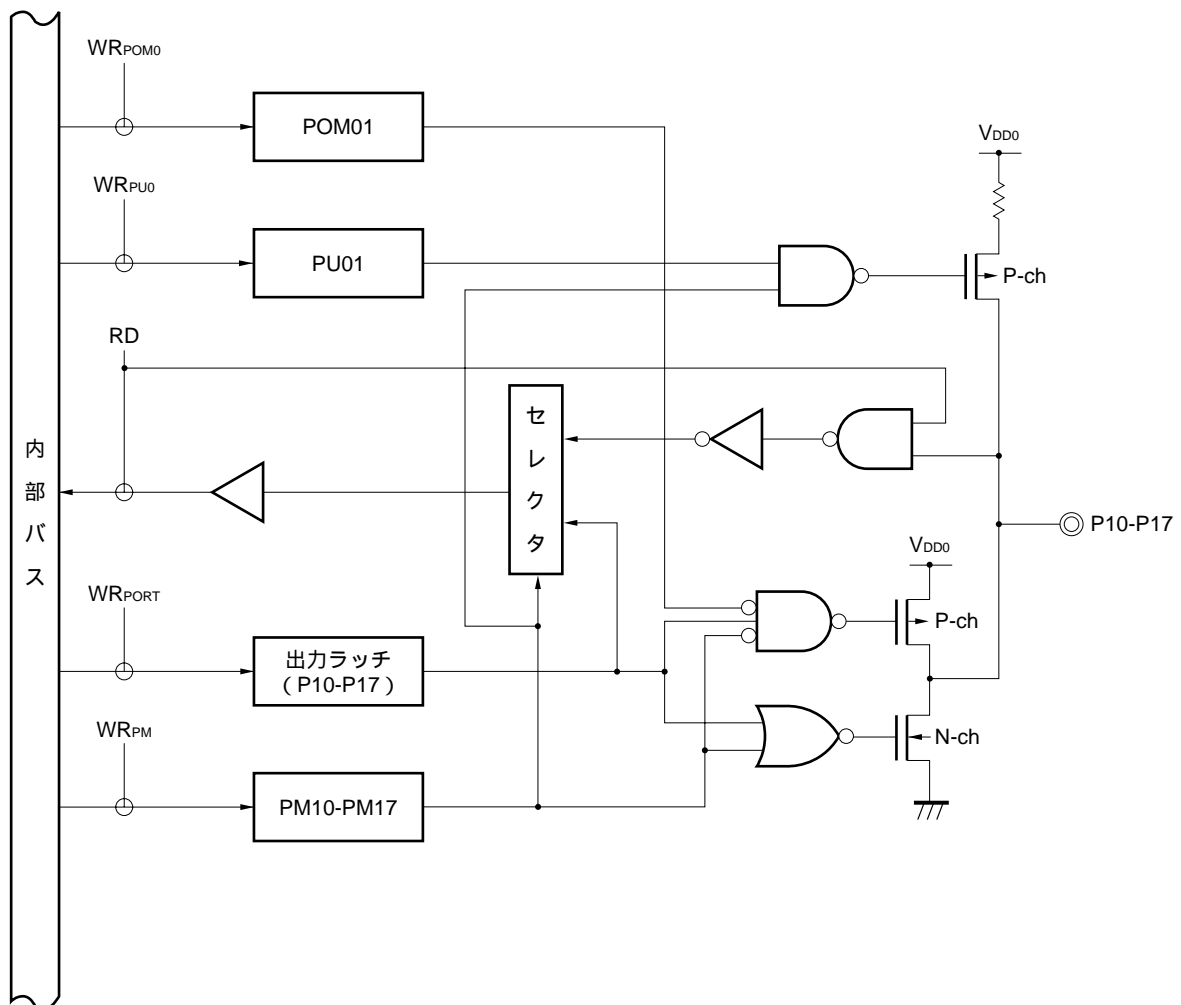 WRPOM0
POM01
VDD0
WRPU0
PU01
P-ch
RD
セレクタ
内部バス
P10-P17
VDD0
WRPORT
P-ch
出力ラッチ
( P10-P17 )
WRPM
N-ch
PM10-PM17